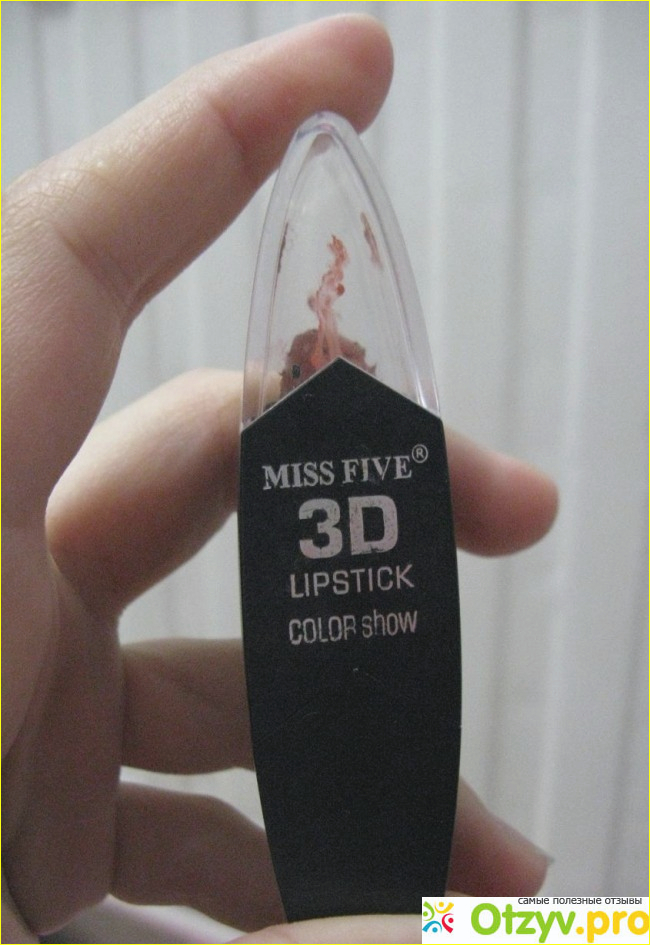 MISS FIVE®
3D
LIPSTICK
COLOR show
самые полезные отзывы
Otzyv.pro